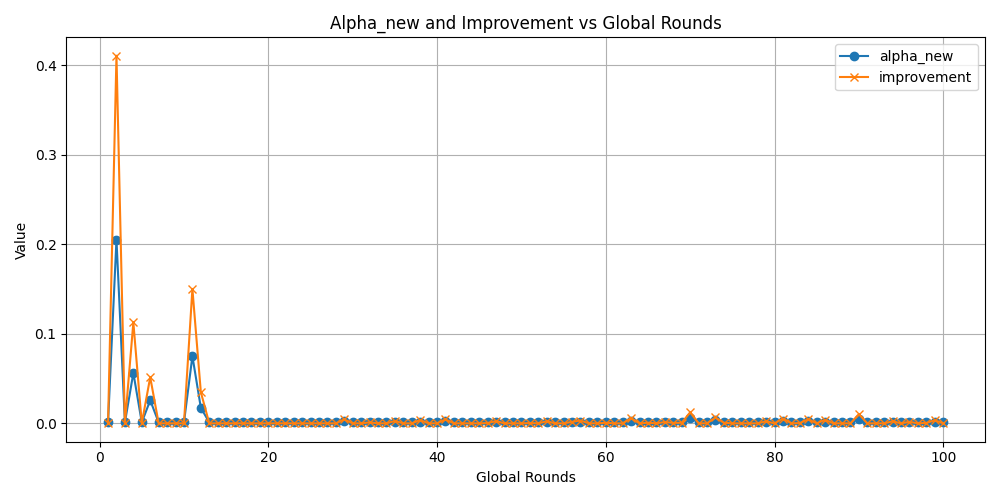 Alpha_new and Improvement vs Global Rounds
alpha_new
improvement
Value
0.4
0.3
0.2
0.1
0.0
0
20
40
60
80
100
Global Rounds